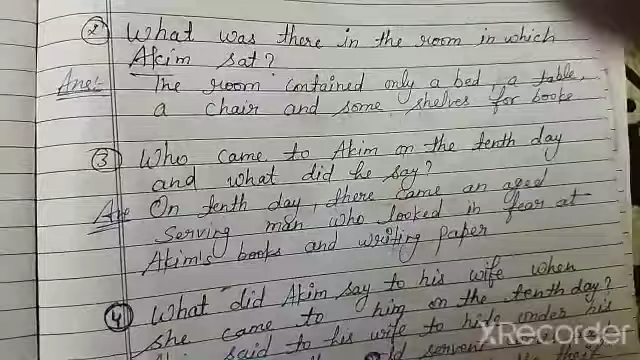 ② What was there in the room in which
Akim sat?
Ans:- The room contained only a bed, a table,
a chair and some shelves for books
③ Who came to Akim on the tenth day
and what did he say?
Ans On tenth day, there came an aged
serving man who looked in fear at
Akim's books and writing paper
④ What did Akim say to his wife when
she came to him on the tenth day?
said to his wife to hide under his
servent
XRecorder